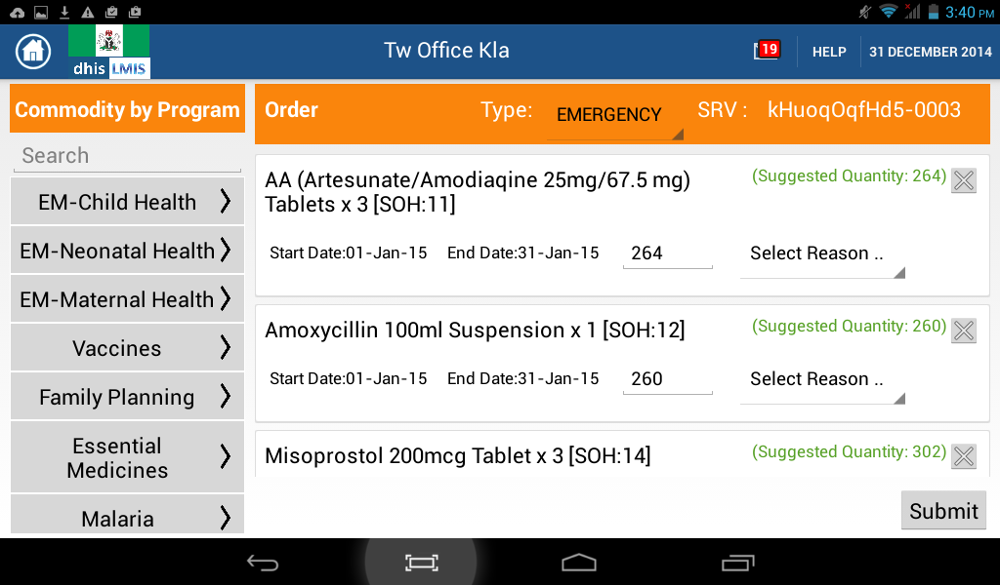 3:40 PM
dhis LMIS
Tw Office Kla
19
HELP
31 DECEMBER 2014
Commodity by Program
Search
EM-Child Health
EM-Neonatal Health
EM-Maternal Health
Vaccines
Family Planning
Essential
Medicines
Malaria
Order
Type:
EMERGENCY
SRV :
kHuoqOqfHd5-0003
AA (Artesunate/Amodiaqine 25mg/67.5 mg)
Tablets x 3 [SOH:11]
(Suggested Quantity: 264)
Start Date:01-Jan-15 End Date:31-Jan-15 264 Select Reason ..
Amoxycillin 100ml Suspension x 1 [SOH:12]
(Suggested Quantity: 260)
Start Date:01-Jan-15 End Date:31-Jan-15 260 Select Reason ..
Misoprostol 200mcg Tablet x 3 [SOH:14]
(Suggested Quantity: 302)
Submit